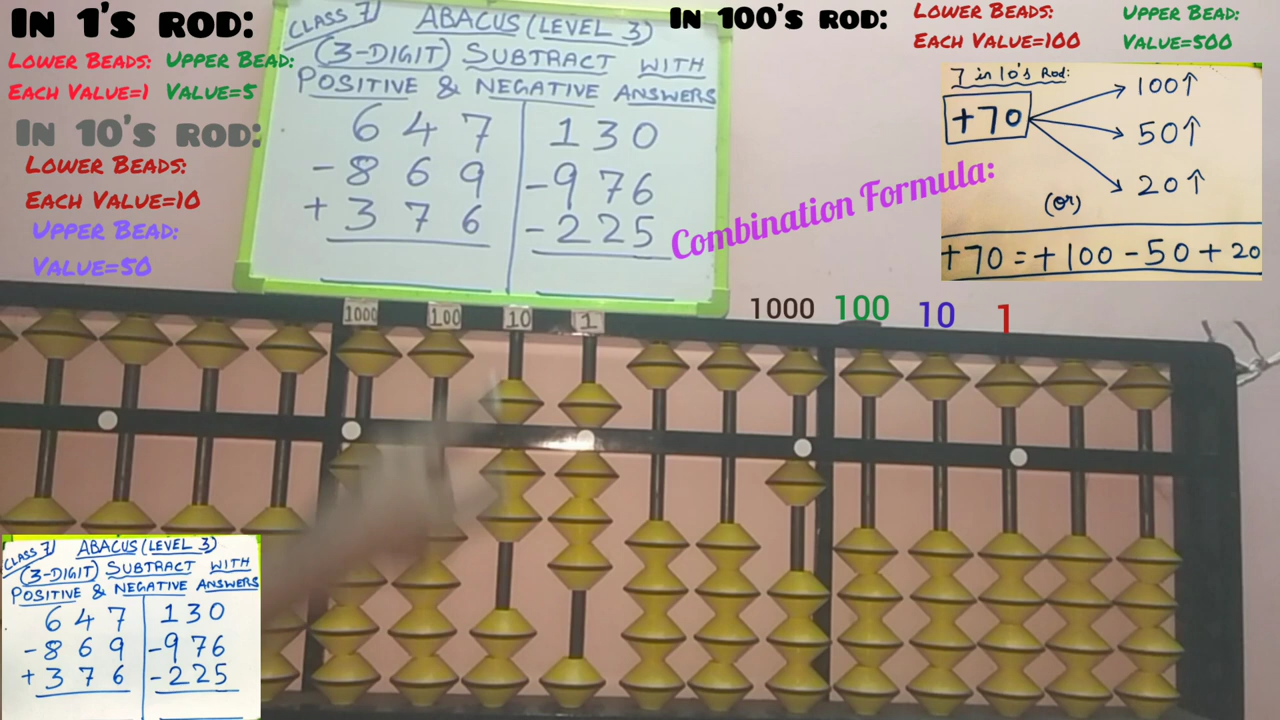 In 1's rod:
Lower Beads: Upper Bead:
Each Value=1 Value=5
In 10's rod:
Lower Beads:
Each Value=10
Upper Bead:
Value=50
Class 7
Abacus (Level 3)
(3-Digit) Subtract with
Positive & Negative Answers
6 4 7
- 8 6 9
+ 3 7 6
1 3 0
- 9 7 6
- 2 2 5
In 100's rod:
Lower Beads:
Each Value=100
Upper Bead:
Value=500
7 in 10's Rod:
+70
100↑
50↑
20↑
(or)
+70 = +100 - 50 + 20
Combination Formula:
1000 100 10 1
1000 100 10 1
Class 7
Abacus (Level 3)
(3-Digit) Subtract with
Positive & Negative Answers
6 4 7
- 8 6 9
+ 3 7 6
1 3 0
- 9 7 6
- 2 2 5